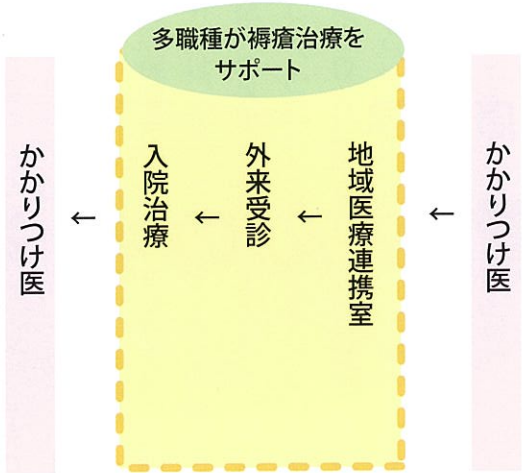 多職種が褥瘡治療を
サポート
かかりつけ医
←
地域医療連携室
←
外来受診
←
入院治療
←
かかりつけ医